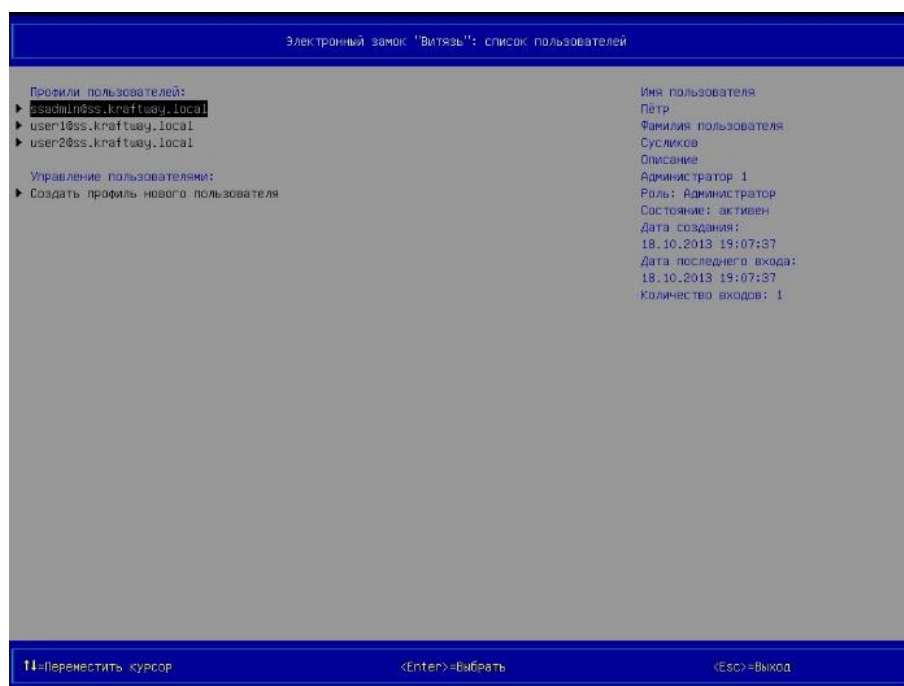 Электронный замок "Витязь": список пользователей
Профили пользователей:
ssadmin@ss.kraftway.local
user1@ss.kraftway.local
user2@ss.kraftway.local
Управление пользователями:
Создать профиль нового пользователя
Имя пользователя
Пётр
Фамилия пользователя
Сусликов
Описание
Администратор 1
Роль: Администратор
Состояние: активен
Дата создания:
18.10.2013 19:07:37
Дата последнего входа:
18.10.2013 19:07:37
Количество входов: 1
↑↓=Переместить курсор
<Enter>=Выбрать
<Esc>=Выход